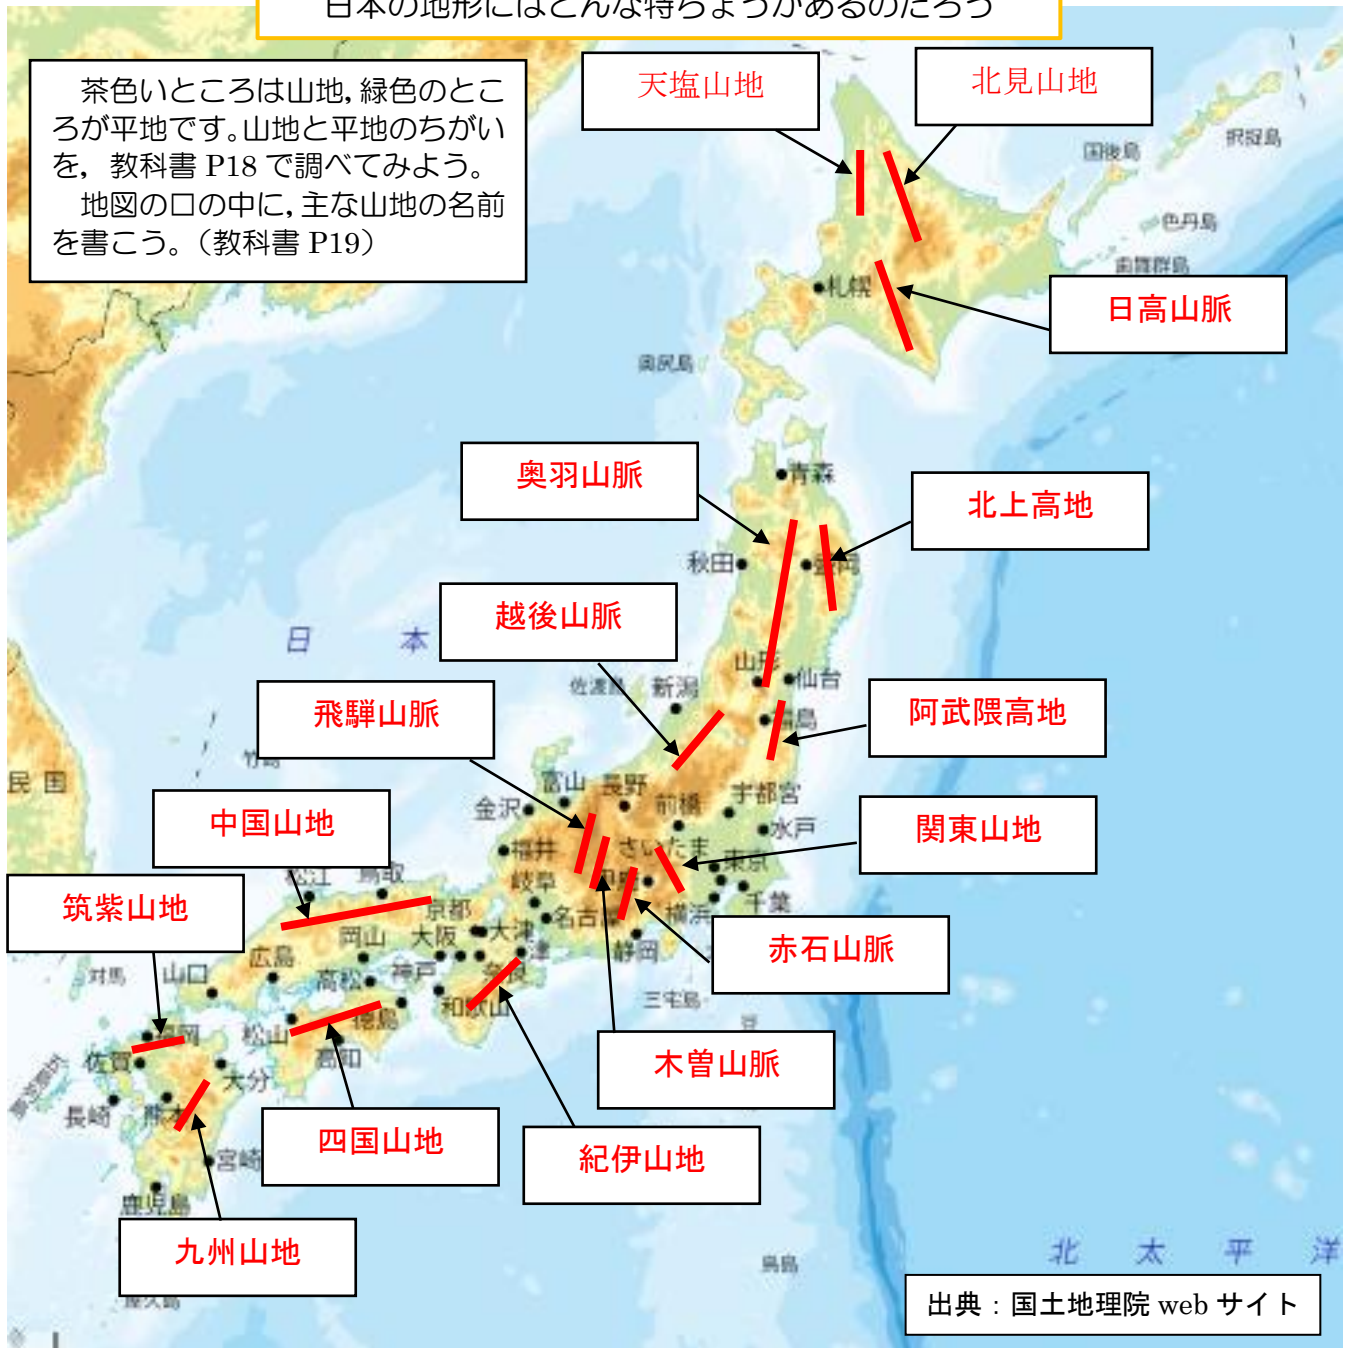 日本の地形にはどんな特ちょうがあるのだろう
茶色いところは山地，緑色のとこ
ろが平地です。山地と平地のちがい
を，教科書 P18 で調べてみよう。
地図の口の中に，主な山地の名前
を書こう。（教科書 P19）
天塩山地
北見山地
択捉島
国後島
色丹島
歯舞群島
札幌
日高山脈
奥尻島
奥羽山脈
青森
北上高地
秋田
盛岡
越後山脈
日 本
山形
仙台
佐渡島
新潟
飛騨山脈
福島
阿武隈高地
竹島
民国
富山
長野
前橋
宇都宮
金沢
水戸
中国山地
関東山地
福井
さいたま
東京
松江
鳥取
岐阜
甲府
千葉
筑紫山地
京都
名古屋
横浜
岡山
大阪
大津
津
静岡
赤石山脈
対馬
山口
広島
高松
神戸
奈良
三宅島
和歌山
福岡
松山
徳島
佐賀
高知
木曽山脈
大分
長崎
熊本
四国山地
紀伊山地
宮崎
鹿児島
九州山地
鳥島
北 太 平 洋
屋久島
出典：国土地理院 web サイト